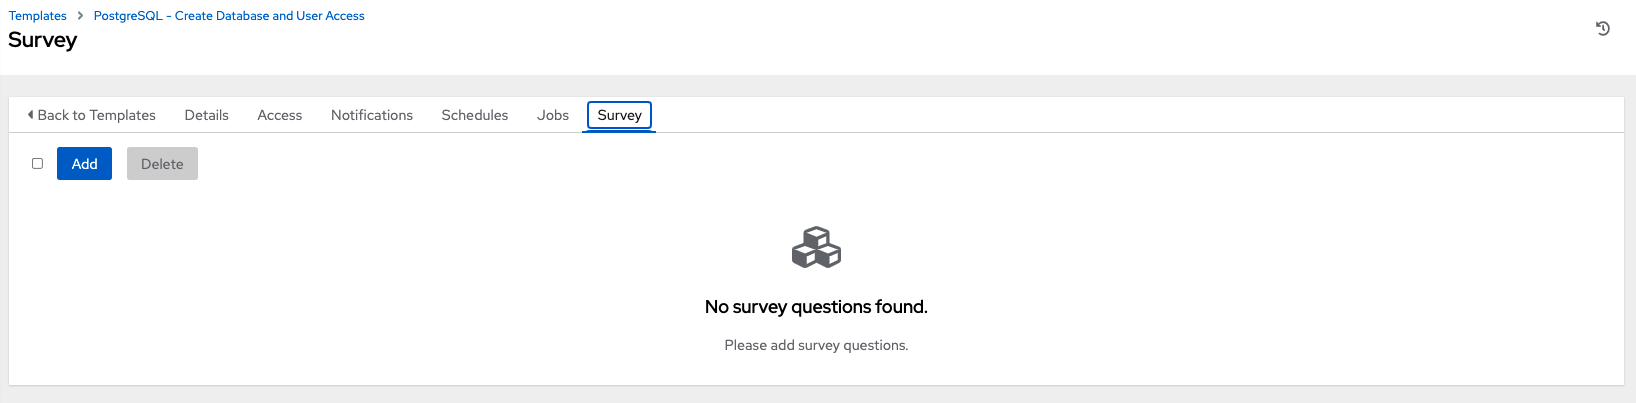 Templates PostgreSQL - Create Database and User Access
Survey
Back to Templates Details Access Notifications Schedules Jobs Survey
Add Delete
No survey questions found.
Please add survey questions.